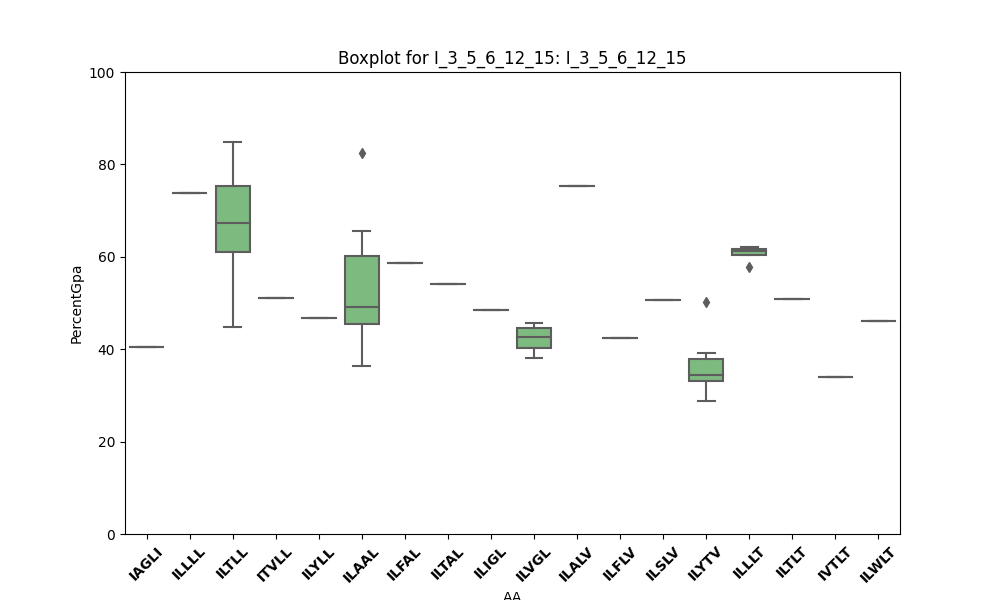 Boxplot for I_3_5_6_12_15: I_3_5_6_12_15
100
80
60
40
20
0
PercentGpa
IAGLI
ILLLL
ILTLL
ITVLL
ILYLL
ILAAL
ILFAL
ILTAL
ILIGL
ILVGL
ILALV
ILFLV
ILSLV
ILYTV
ILLLT
ILTLT
IVTLT
ILWLT
AA